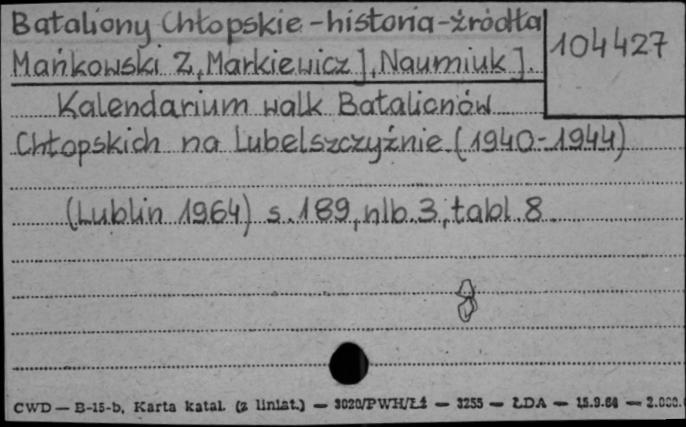 Bataliony Chłopskie - historia - źródła
104427
Mańkowski Z., Markiewicz J., Naumiuk J.
Kalendarium walk Batalionów
Chłopskich na Lubelszczyźnie (1940-1944)
(Lublin 1964) s. 189, nlb. 3, tabl. 8
CWD — B-15-b, Karta katal. (z liniat.) — 3020/PWH/Łż — 3255 — ŁDA — 15.9.64 — 2.000.